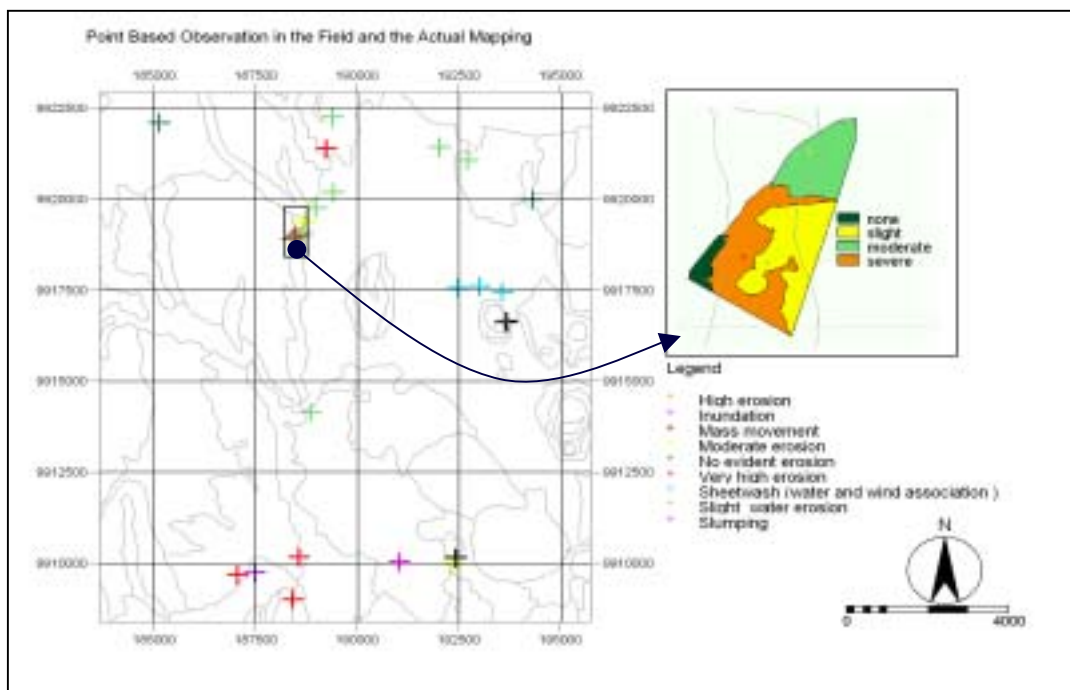 Point Based Observation in the Field and the Actual Mapping
185000 187500 190000 192500 195000
9922500 9922500
9920000 9920000
9917500 9917500
9915000 9915000
9912500 9912500
9910000 9910000
185000 187500 190000 192500 195000
none
slight
moderate
severe
Legend
High erosion
Inundation
Mass movement
Moderate erosion
No evident erosion
Very high erosion
Sheetwash (water and wind association )
Slight water erosion
Slumping
N
0 4000